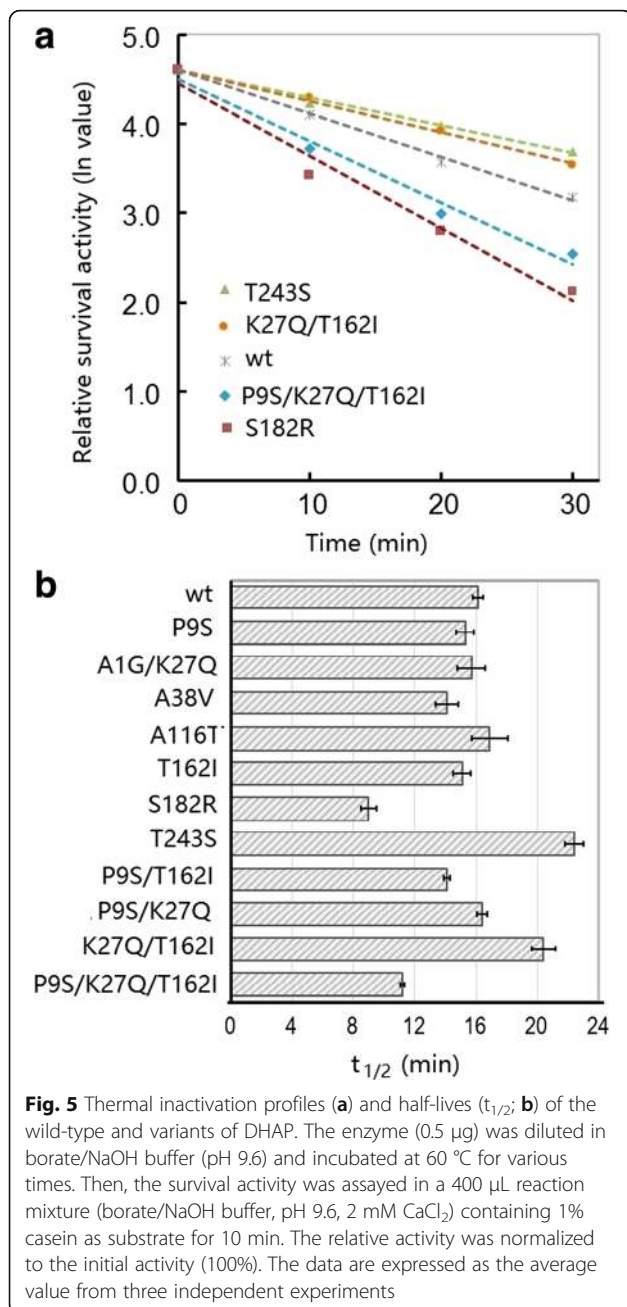 a
5.0
4.0
3.0
2.0
1.0
0.0
Relative survival activity (ln value)
T243S
K27Q/T162I
wt
P9S/K27Q/T162I
S182R
0 10 20 30
Time (min)
b
wt
P9S
A1G/K27Q
A38V
A116T
T162I
S182R
T243S
P9S/T162I
P9S/K27Q
K27Q/T162I
P9S/K27Q/T162I
0 4 8 12 16 20 24
t1/2 (min)
Fig. 5 Thermal inactivation profiles (a) and half-lives (t1/2; b) of the
wild-type and variants of DHAP. The enzyme (0.5 μg) was diluted in
borate/NaOH buffer (pH 9.6) and incubated at 60 °C for various
times. Then, the survival activity was assayed in a 400 μL reaction
mixture (borate/NaOH buffer, pH 9.6, 2 mM CaCl2) containing 1%
casein as substrate for 10 min. The relative activity was normalized
to the initial activity (100%). The data are expressed as the average
value from three independent experiments